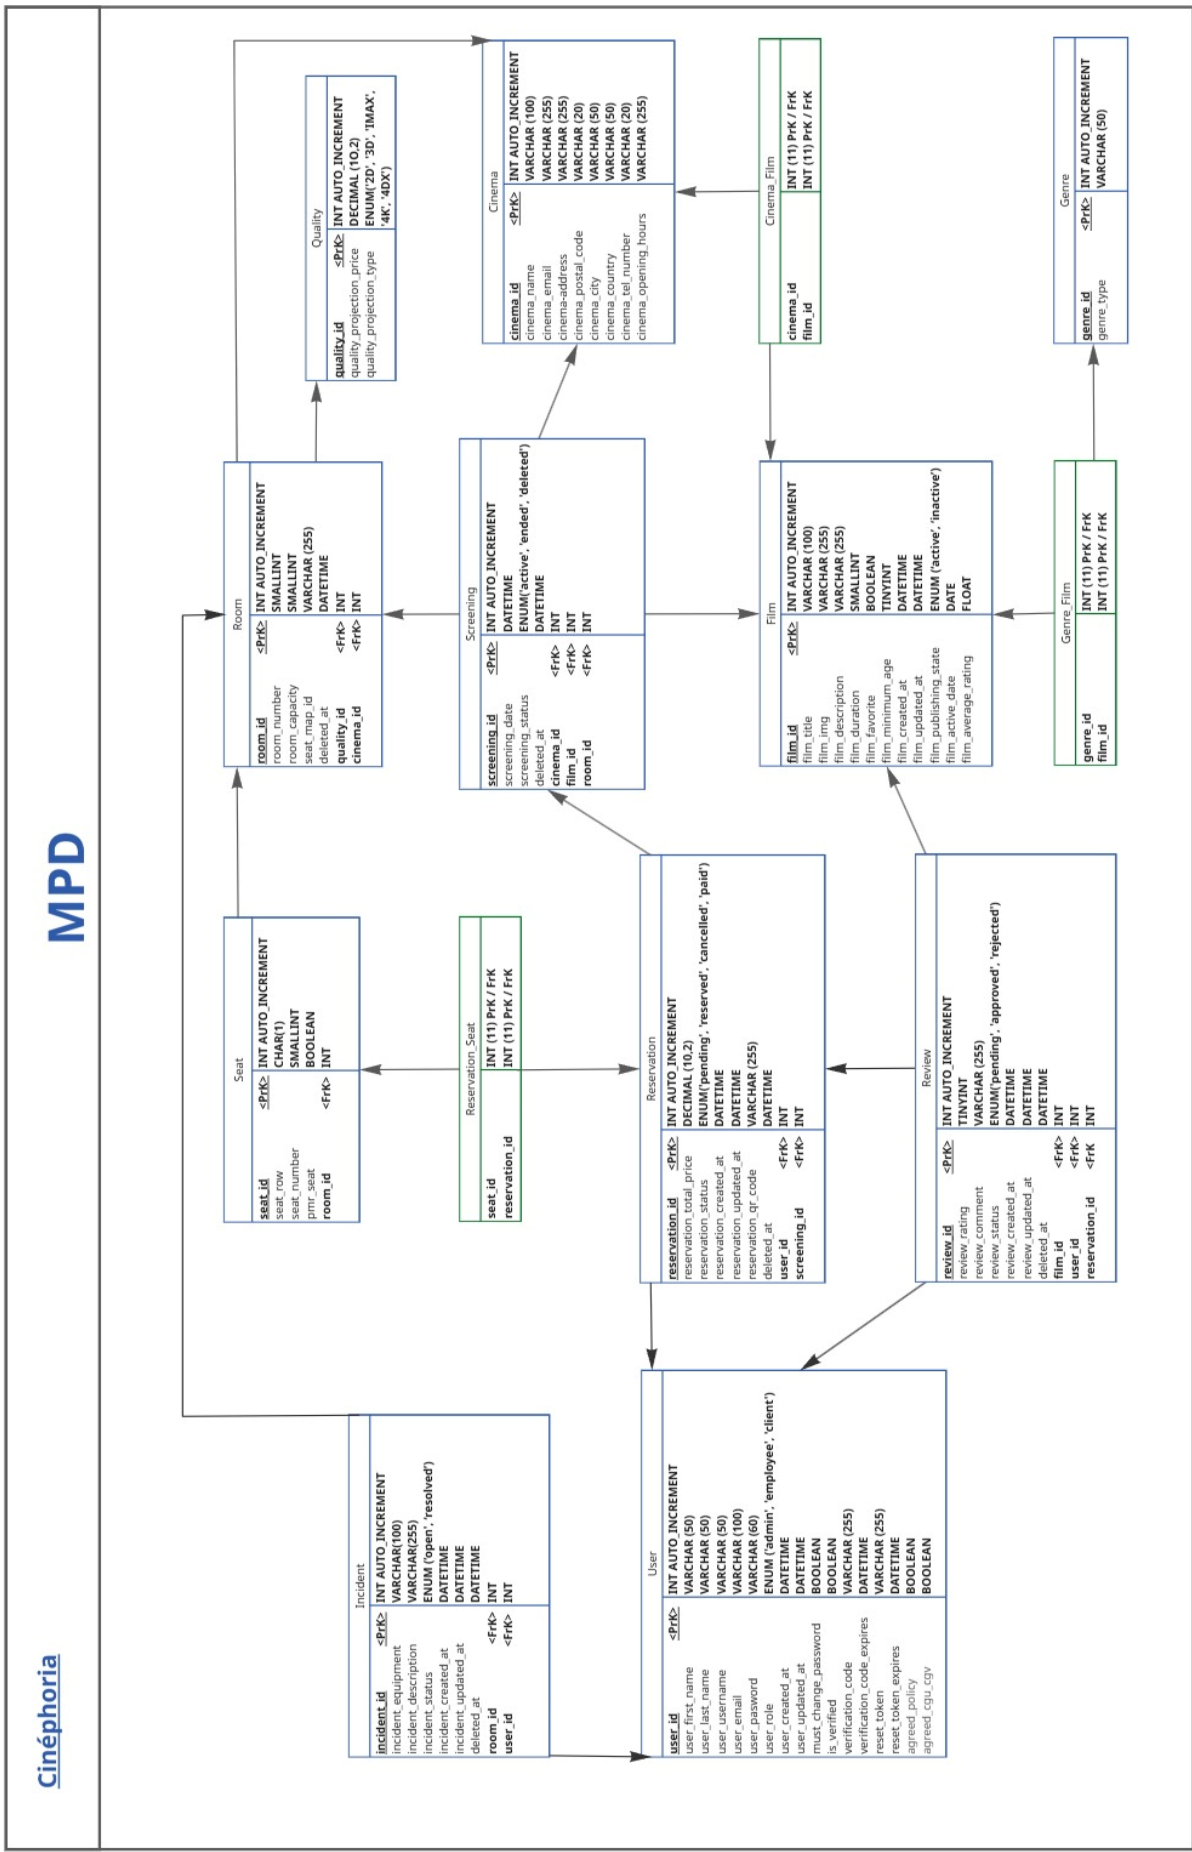 Cinéphoria
MPD
Incident
incident_id <PrK> INT AUTO_INCREMENT
incident_equipment VARCHAR(100)
incident_description VARCHAR(255)
incident_status ENUM ('open', 'resolved')
incident_created_at DATETIME
incident_updated_at DATETIME
deleted_at DATETIME
room_id <FrK> INT
user_id <FrK> INT
Seat
seat_id <PrK> INT AUTO_INCREMENT
seat_row CHAR(1)
seat_number SMALLINT
pmr_seat BOOLEAN
room_id <FrK> INT
Room
room_id <PrK> INT AUTO_INCREMENT
room_number SMALLINT
room_capacity SMALLINT
seat_map_id VARCHAR (255)
deleted_at DATETIME
quality_id <FrK> INT
cinema_id <FrK> INT
Quality
quality_id <PrK> INT AUTO_INCREMENT
quality_projection_price DECIMAL (10,2)
quality_projection_type ENUM('2D', '3D', 'IMAX',
'4K', '4DX')
Reservation_Seat
seat_id INT (11) PrK / FrK
reservation_id INT (11) PrK / FrK
Screening
screening_id <PrK> INT AUTO_INCREMENT
screening_date DATETIME
screening_status ENUM('active', 'ended', 'deleted')
deleted_at DATETIME
cinema_id <FrK> INT
film_id <FrK> INT
room_id <FrK> INT
Cinema
cinema_id <PrK> INT AUTO_INCREMENT
cinema_name VARCHAR (100)
cinema_email VARCHAR (255)
cinema-address VARCHAR (255)
cinema_postal_code VARCHAR (20)
cinema_city VARCHAR (50)
cinema_country VARCHAR (50)
cinema_tel_number VARCHAR (20)
cinema_opening_hours VARCHAR (255)
User
user_id <PrK> INT AUTO_INCREMENT
user_first_name VARCHAR (50)
user_last_name VARCHAR (50)
user_username VARCHAR (50)
user_email VARCHAR (100)
user_password VARCHAR (60)
user_role ENUM ('admin', 'employee', 'client')
user_created_at DATETIME
user_updated_at DATETIME
must_change_password BOOLEAN
is_verified BOOLEAN
verification_code VARCHAR (255)
verification_code_expires DATETIME
reset_token VARCHAR (255)
reset_token_expires DATETIME
agreed_policy BOOLEAN
agreed_cgu_cgv BOOLEAN
Reservation
reservation_id <PrK> INT AUTO_INCREMENT
reservation_total_price DECIMAL (10,2)
reservation_status ENUM('pending', 'reserved', 'cancelled', 'paid')
reservation_created_at DATETIME
reservation_updated_at DATETIME
reservation_qr_code VARCHAR (255)
deleted_at DATETIME
user_id <FrK> INT
screening_id <FrK> INT
Film
film_id <PrK> INT AUTO_INCREMENT
film_title VARCHAR (100)
film_img VARCHAR (255)
film_description VARCHAR (255)
film_duration SMALLINT
film_favorite BOOLEAN
film_minimum_age TINYINT
film_created_at DATETIME
film_updated_at DATETIME
film_publishing_state ENUM ('active', 'inactive')
film_active_date DATE
film_average_rating FLOAT
Cinema_Film
cinema_id INT (11) PrK / FrK
film_id INT (11) PrK / FrK
Review
review_id <PrK> INT AUTO_INCREMENT
review_rating TINYINT
review_comment VARCHAR (255)
review_status ENUM('pending', 'approved', 'rejected')
review_created_at DATETIME
review_updated_at DATETIME
deleted_at DATETIME
film_id <FrK> INT
user_id <FrK> INT
reservation_id <FrK INT
Genre_Film
genre_id INT (11) PrK / FrK
film_id INT (11) PrK / FrK
Genre
genre_id <PrK> INT AUTO_INCREMENT
genre_type VARCHAR (50)